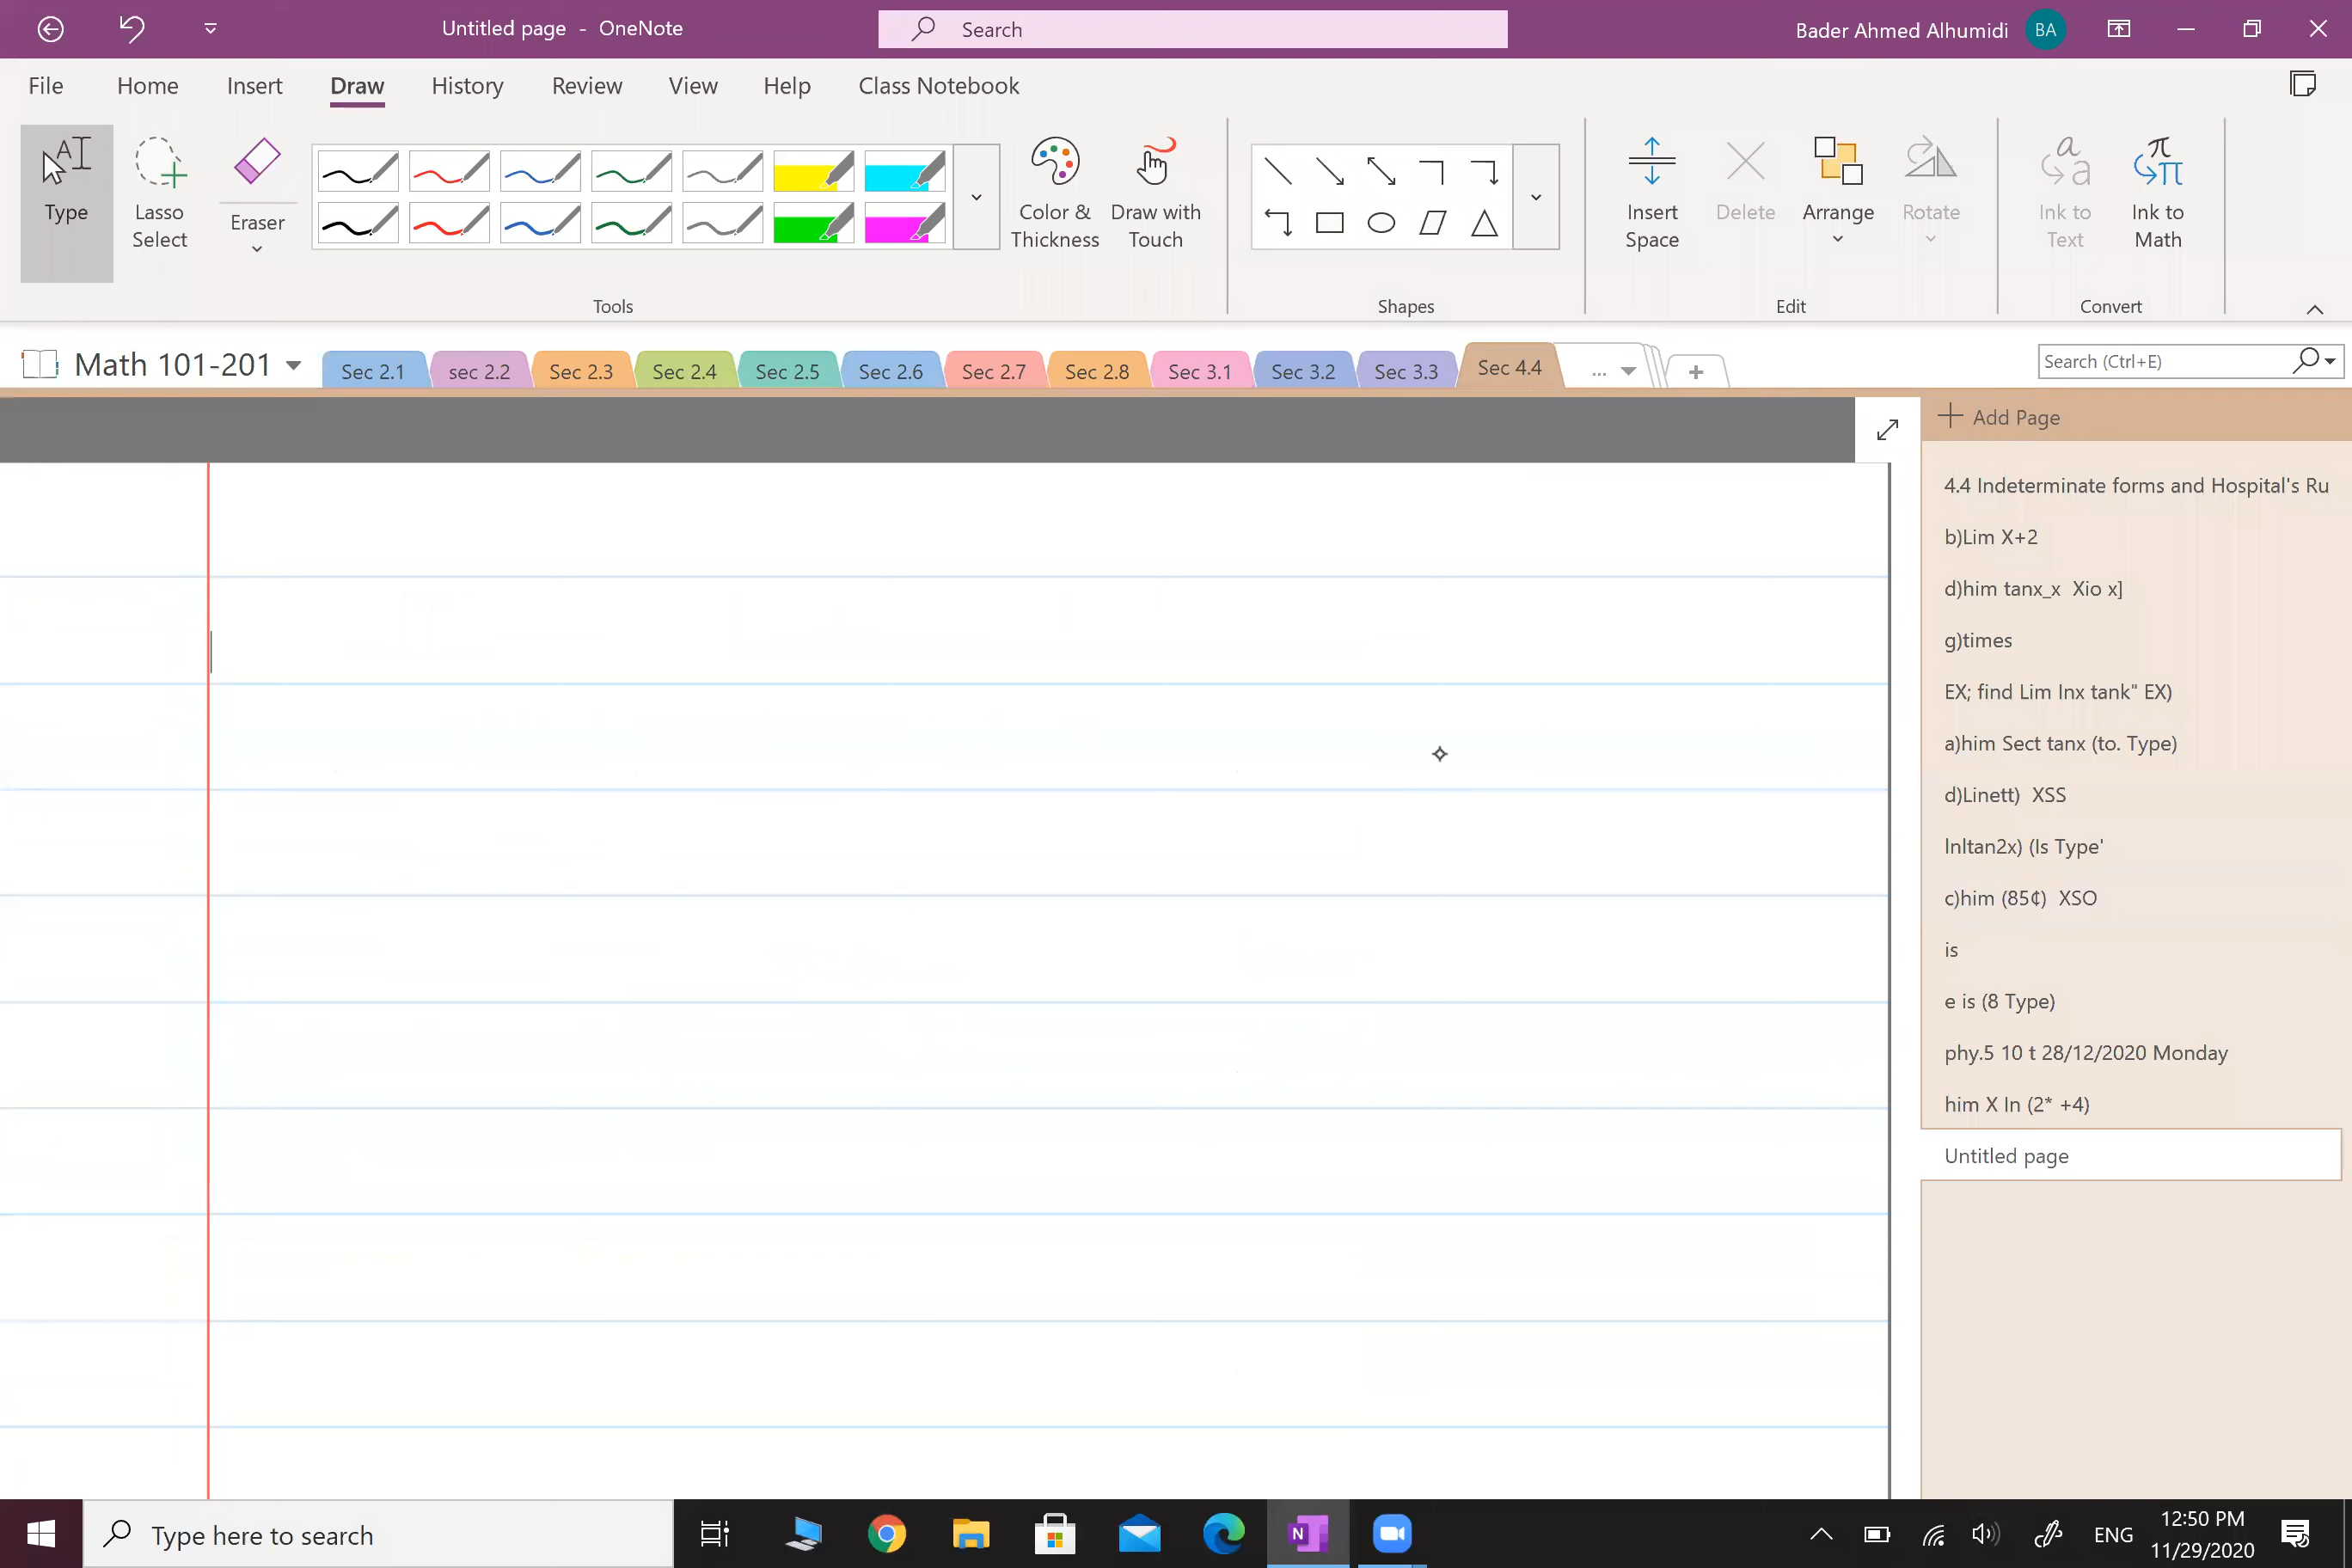 Untitled page - OneNote
Search
Bader Ahmed Alhumidi
BA
File
Home
Insert
Draw
History
Review
View
Help
Class Notebook
Type
Lasso
Select
Eraser
Color &
Thickness
Draw with
Touch
Insert
Space
Delete
Arrange
Rotate
Ink to
Text
Ink to
Math
Tools
Shapes
Edit
Convert
Math 101-201
Sec 2.1
sec 2.2
Sec 2.3
Sec 2.4
Sec 2.5
Sec 2.6
Sec 2.7
Sec 2.8
Sec 3.1
Sec 3.2
Sec 3.3
Sec 4.4
...
Search (Ctrl+E)
Add Page
4.4 Indeterminate forms and Hospital's Ru
b)Lim X+2
d)him tanx_x Xio x]
g)times
EX; find Lim Inx tank" EX)
a)him Sect tanx (to. Type)
d)Linett) XSS
lnltan2x) (ls Type'
c)him (85¢) XSO
is
e is (8 Type)
phy.5 10 t 28/12/2020 Monday
him X In (2* +4)
Untitled page
Type here to search
ENG
12:50 PM
11/29/2020